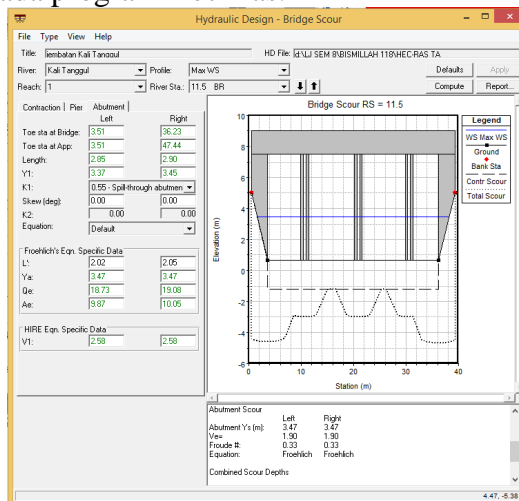 Hydraulic Design - Bridge Scour
File Type View Help
Title: Jembatan Kali Tanggul HD File: d:\LJ SEM 8\BISMILLAH 118\HEC-RAS TA
River: Kali Tanggul Profile: Max WS Defaults Apply
Reach: 1 River Sta.: 11.5 BR Compute Report...
Contraction Pier Abutment
Left Right
Toe sta at Bridge: 3.51 36.23
Toe sta at App: 3.51 47.44
Length: 2.85 2.90
Y1: 3.37 3.45
K1: 0.55 - Spill-through abutmen
Skew (deg): 0.00 0.00
K2: 0.00 0.00
Equation: Default
Froehlich's Eqn. Specific Data
L': 2.02 2.05
Ya: 3.47 3.47
Qe: 18.73 19.08
Ae: 9.87 10.05
HIRE Eqn. Specific Data
V1: 2.58 2.58
Bridge Scour RS = 11.5
Elevation (m)
10
8
6
4
2
0
-2
-4
-6
0 10 20 30 40
Station (m)
Legend
WS Max WS
Ground
Bank Sta
Contr Scour
Total Scour
Abutment Scour
Left Right
Abutment Ys (m): 3.47 3.47
Ve= 1.90 1.90
Froude #: 0.33 0.33
Equation: Froehlich Froehlich
Combined Scour Depths
4.47, -5.38